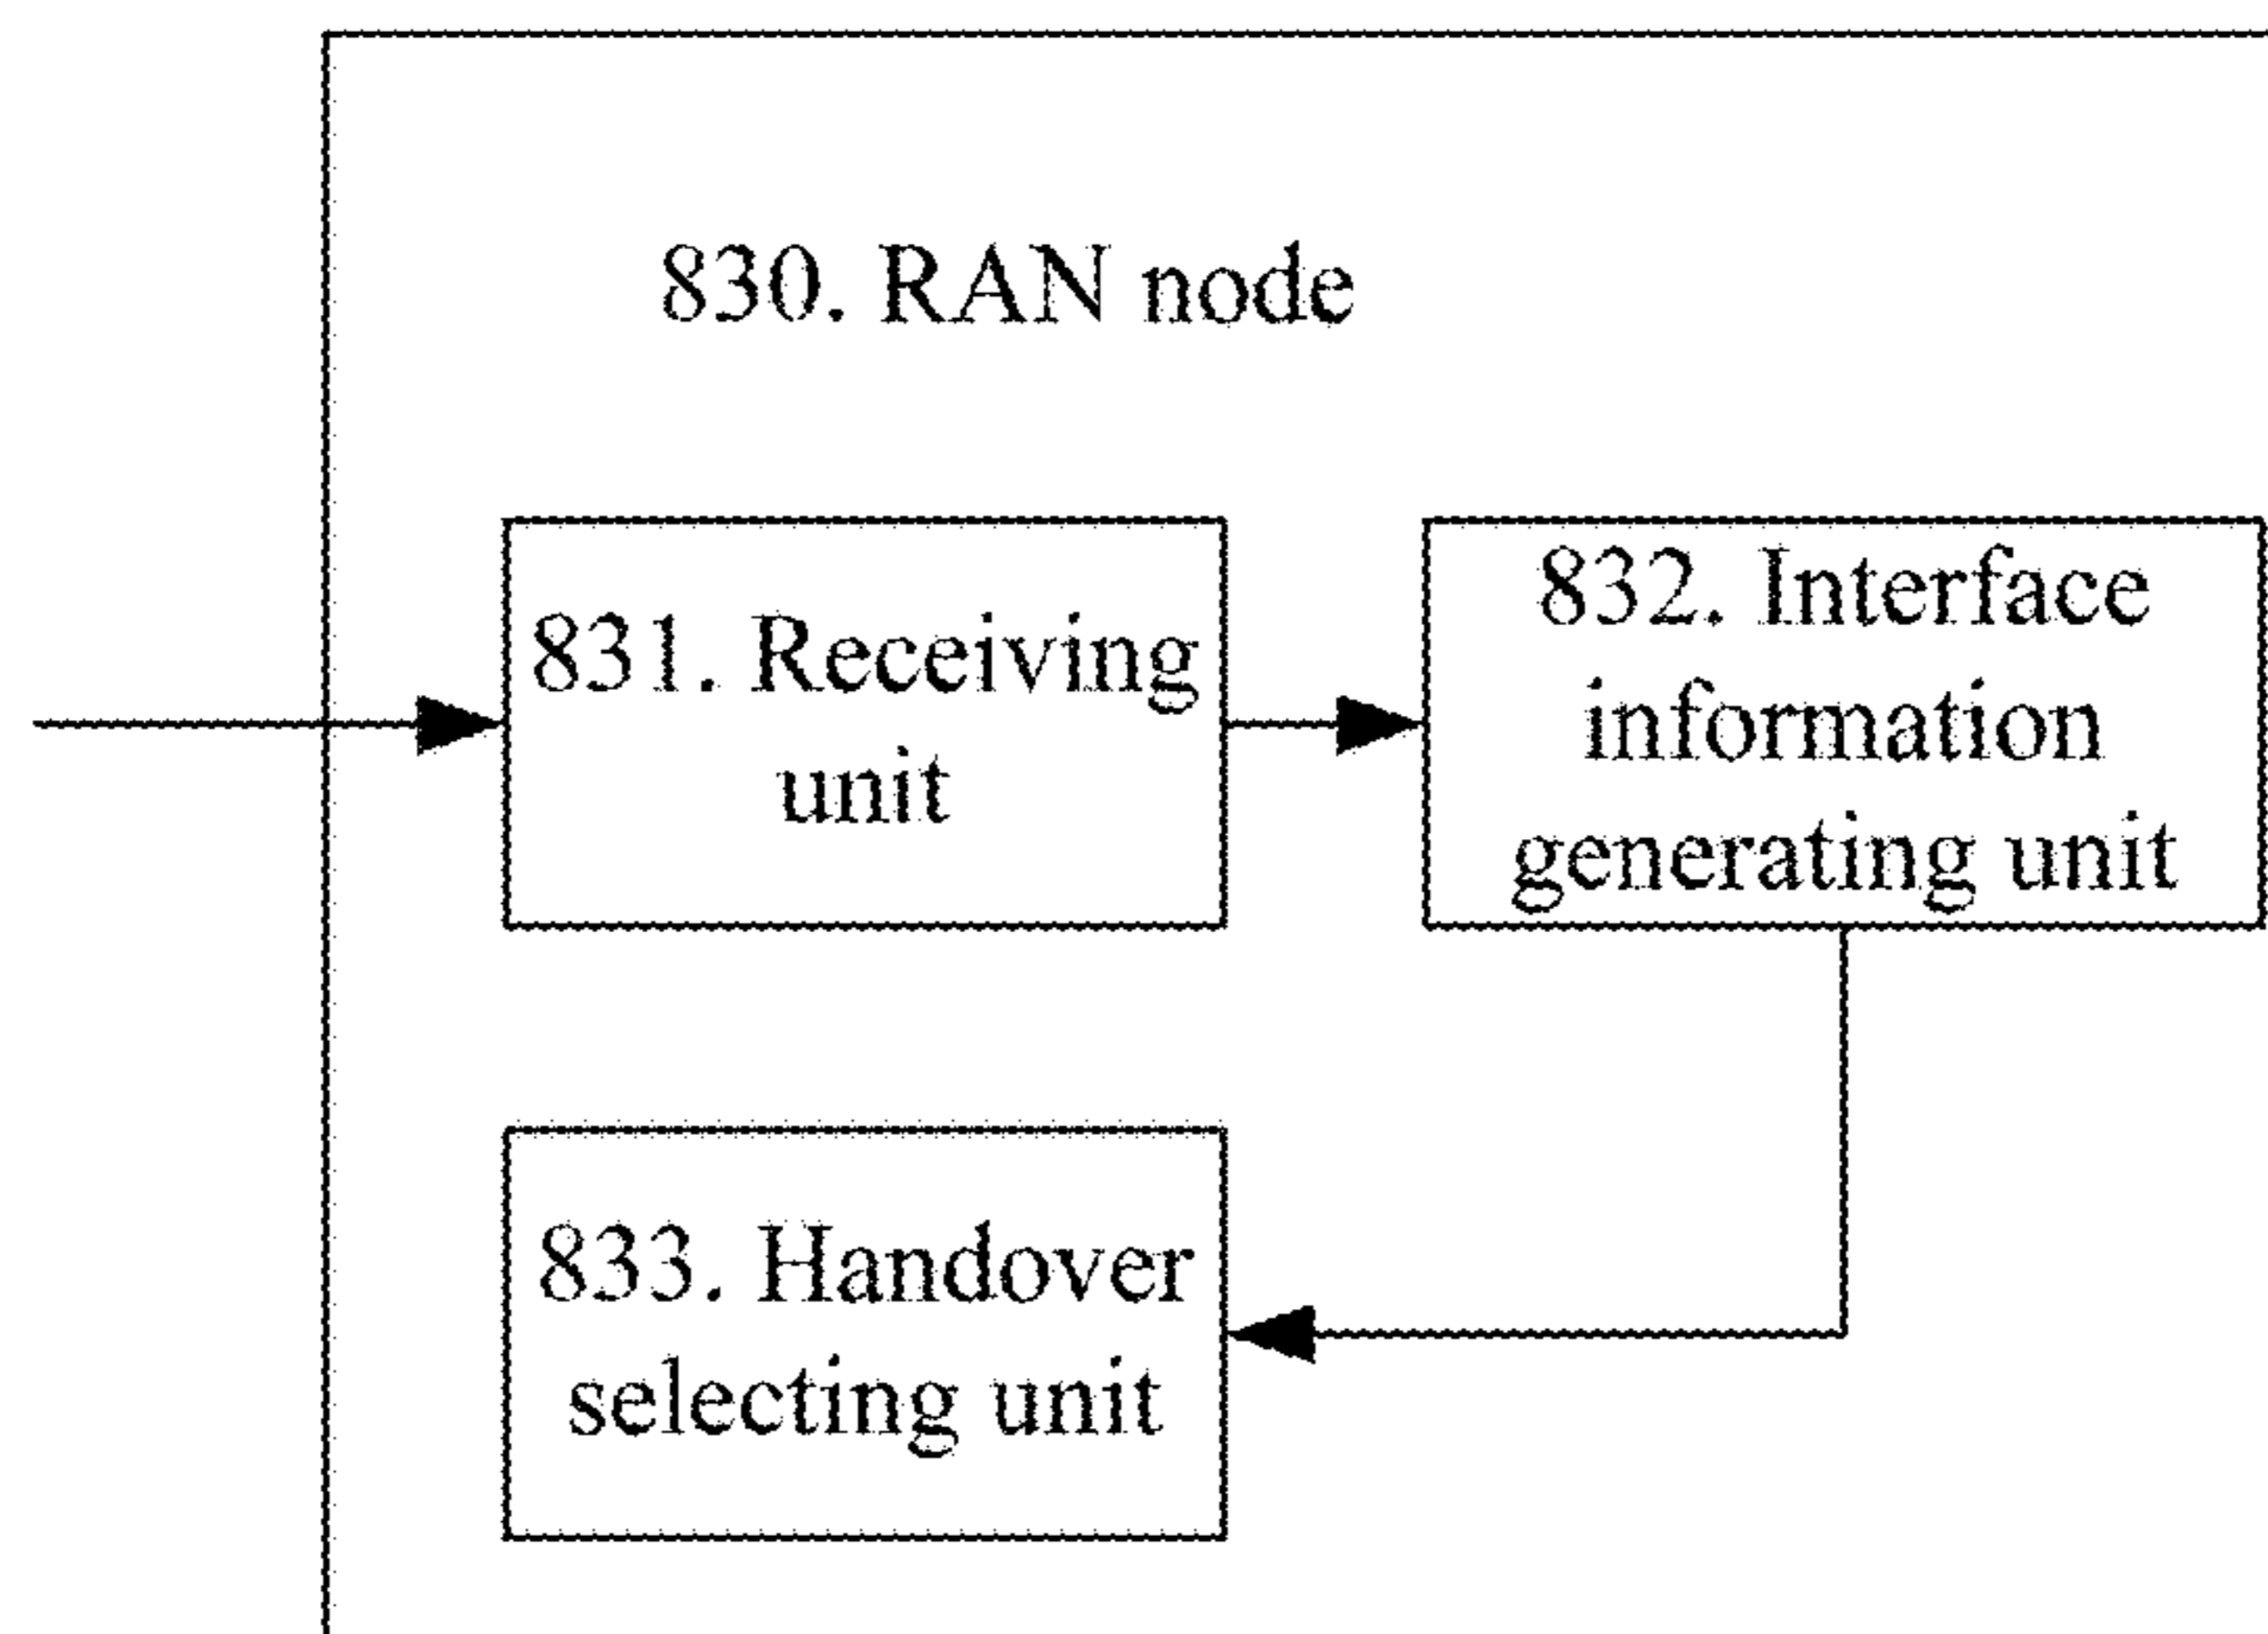 830. RAN node
831. Receiving
unit
832. Interface
information
generating unit
833. Handover
selecting unit